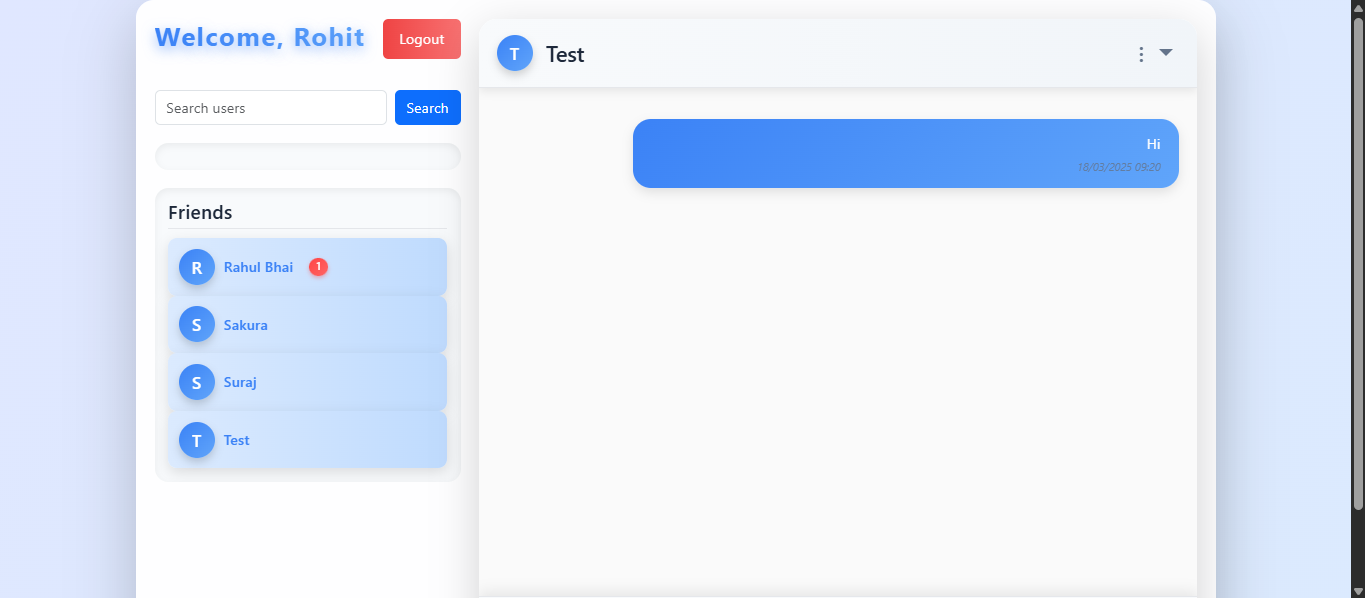 Welcome, Rohit
Logout
Search users
Search
Friends
R
Rahul Bhai
1
S
Sakura
S
Suraj
T
Test
T
Test
Hi
18/03/2025 09:20